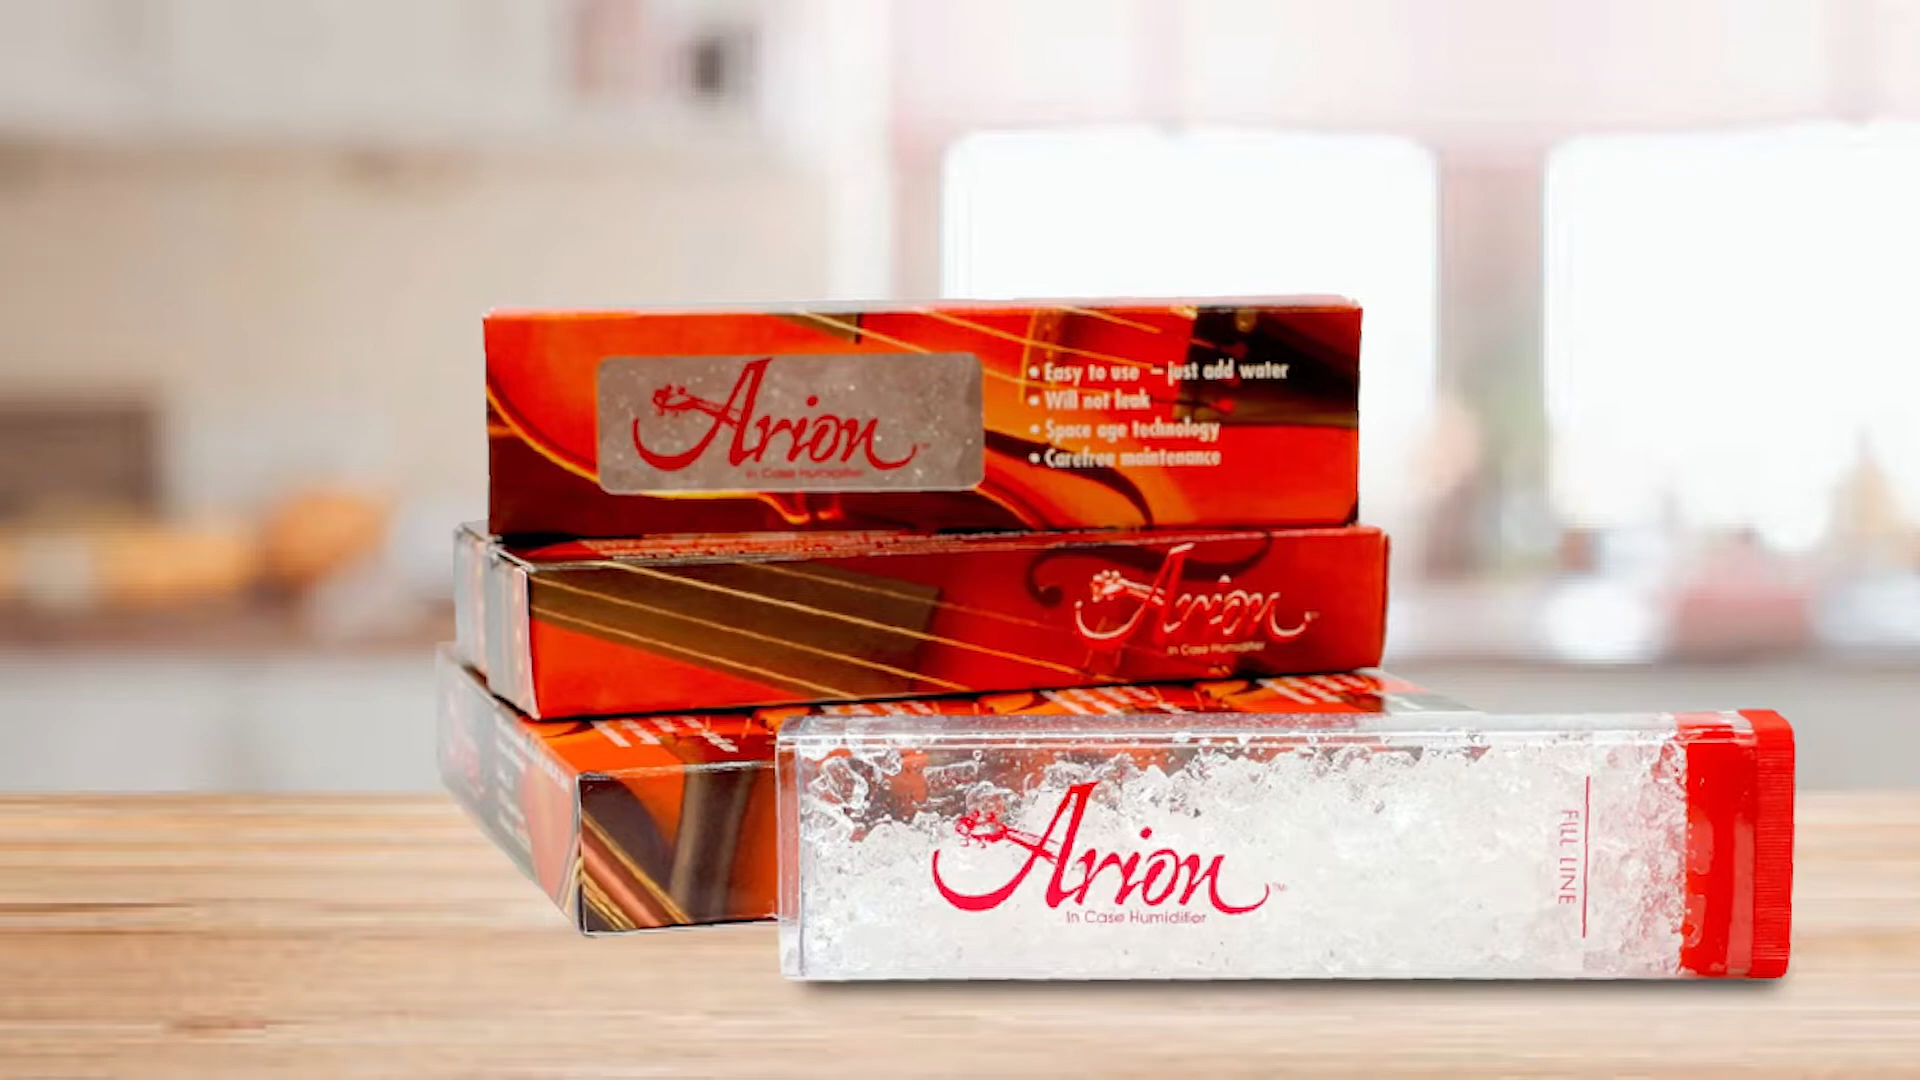 Arion
In Case Humidifier
• Easy to use – just add water
• Will not leak
• Space age technology
• Carefree maintenance
Arion
In Case Humidifier
Arion™
In Case Humidifier
FILL LINE